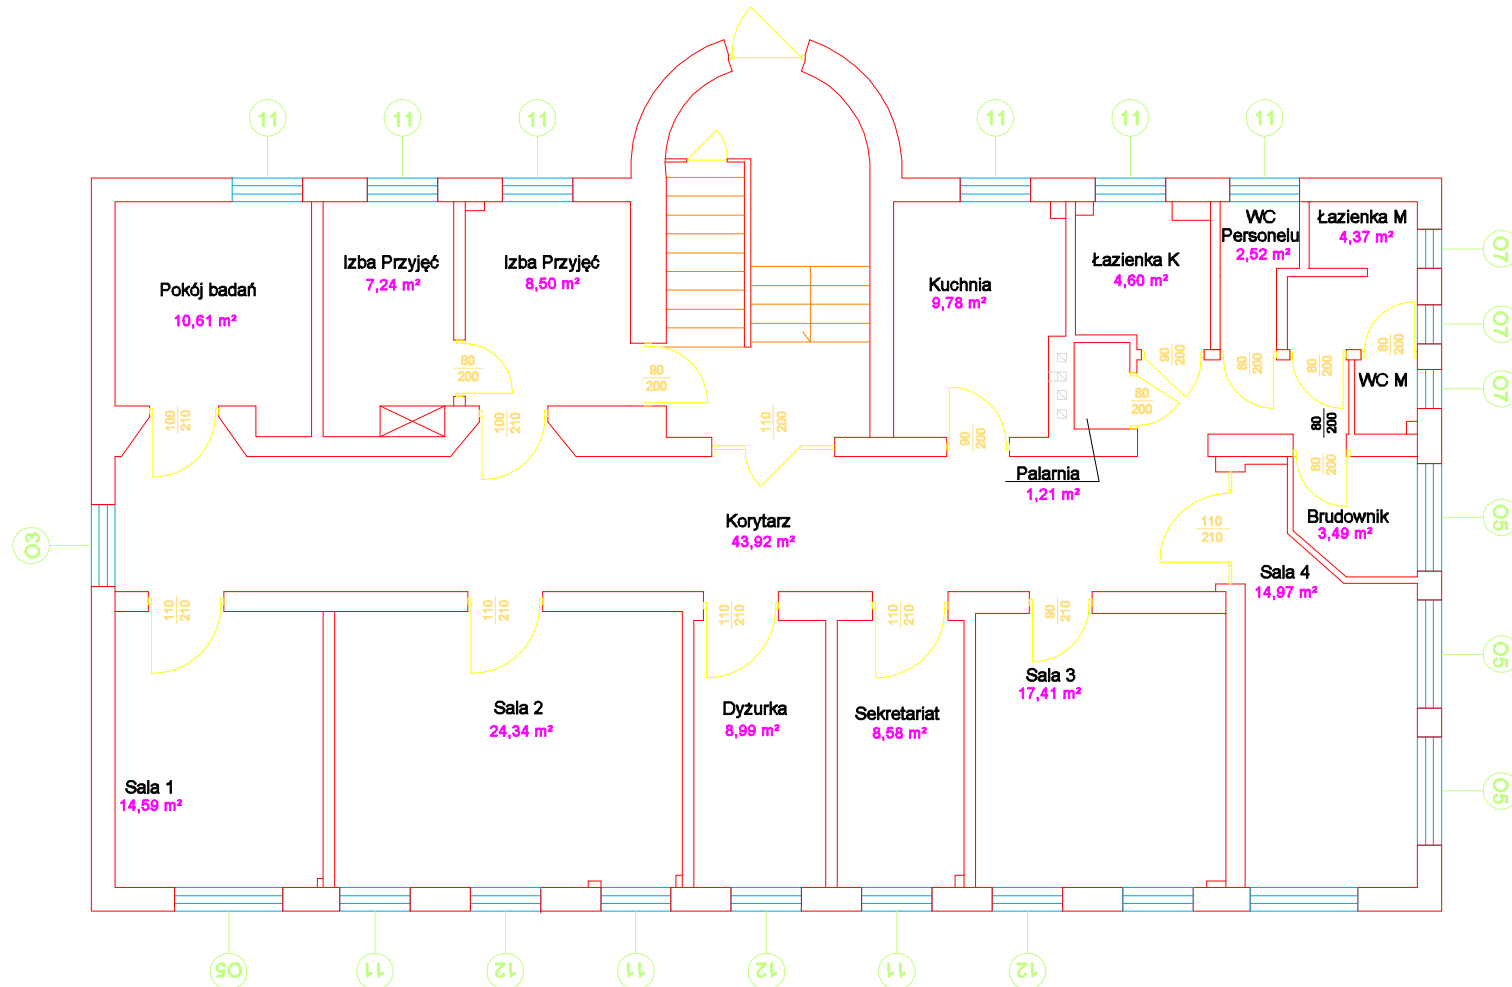 11
11
11
11
11
11
WC
Personelu
2,52 m²
Łazienka M
4,37 m²
O7
Izba Przyjęć
7,24 m²
Izba Przyjęć
8,50 m²
Łazienka K
4,60 m²
Kuchnia
9,78 m²
Pokój badań
10,61 m²
O7
80
200
90
200
90
200
80
200
80
200
80
200
WC M
O7
80
200
100
210
100
210
110
200
90
200
80
200
80
200
Palarnia
1,21 m²
Korytarz
43,92 m²
110
210
Brudownik
3,49 m²
O5
O3
Sala 4
14,97 m²
110
210
110
210
110
210
110
210
90
210
O5
Sala 3
17,41 m²
Sala 2
24,34 m²
Dyżurka
8,99 m²
Sekretariat
8,58 m²
Sala 1
14,59 m²
O5
O5
11
12
11
12
11
12